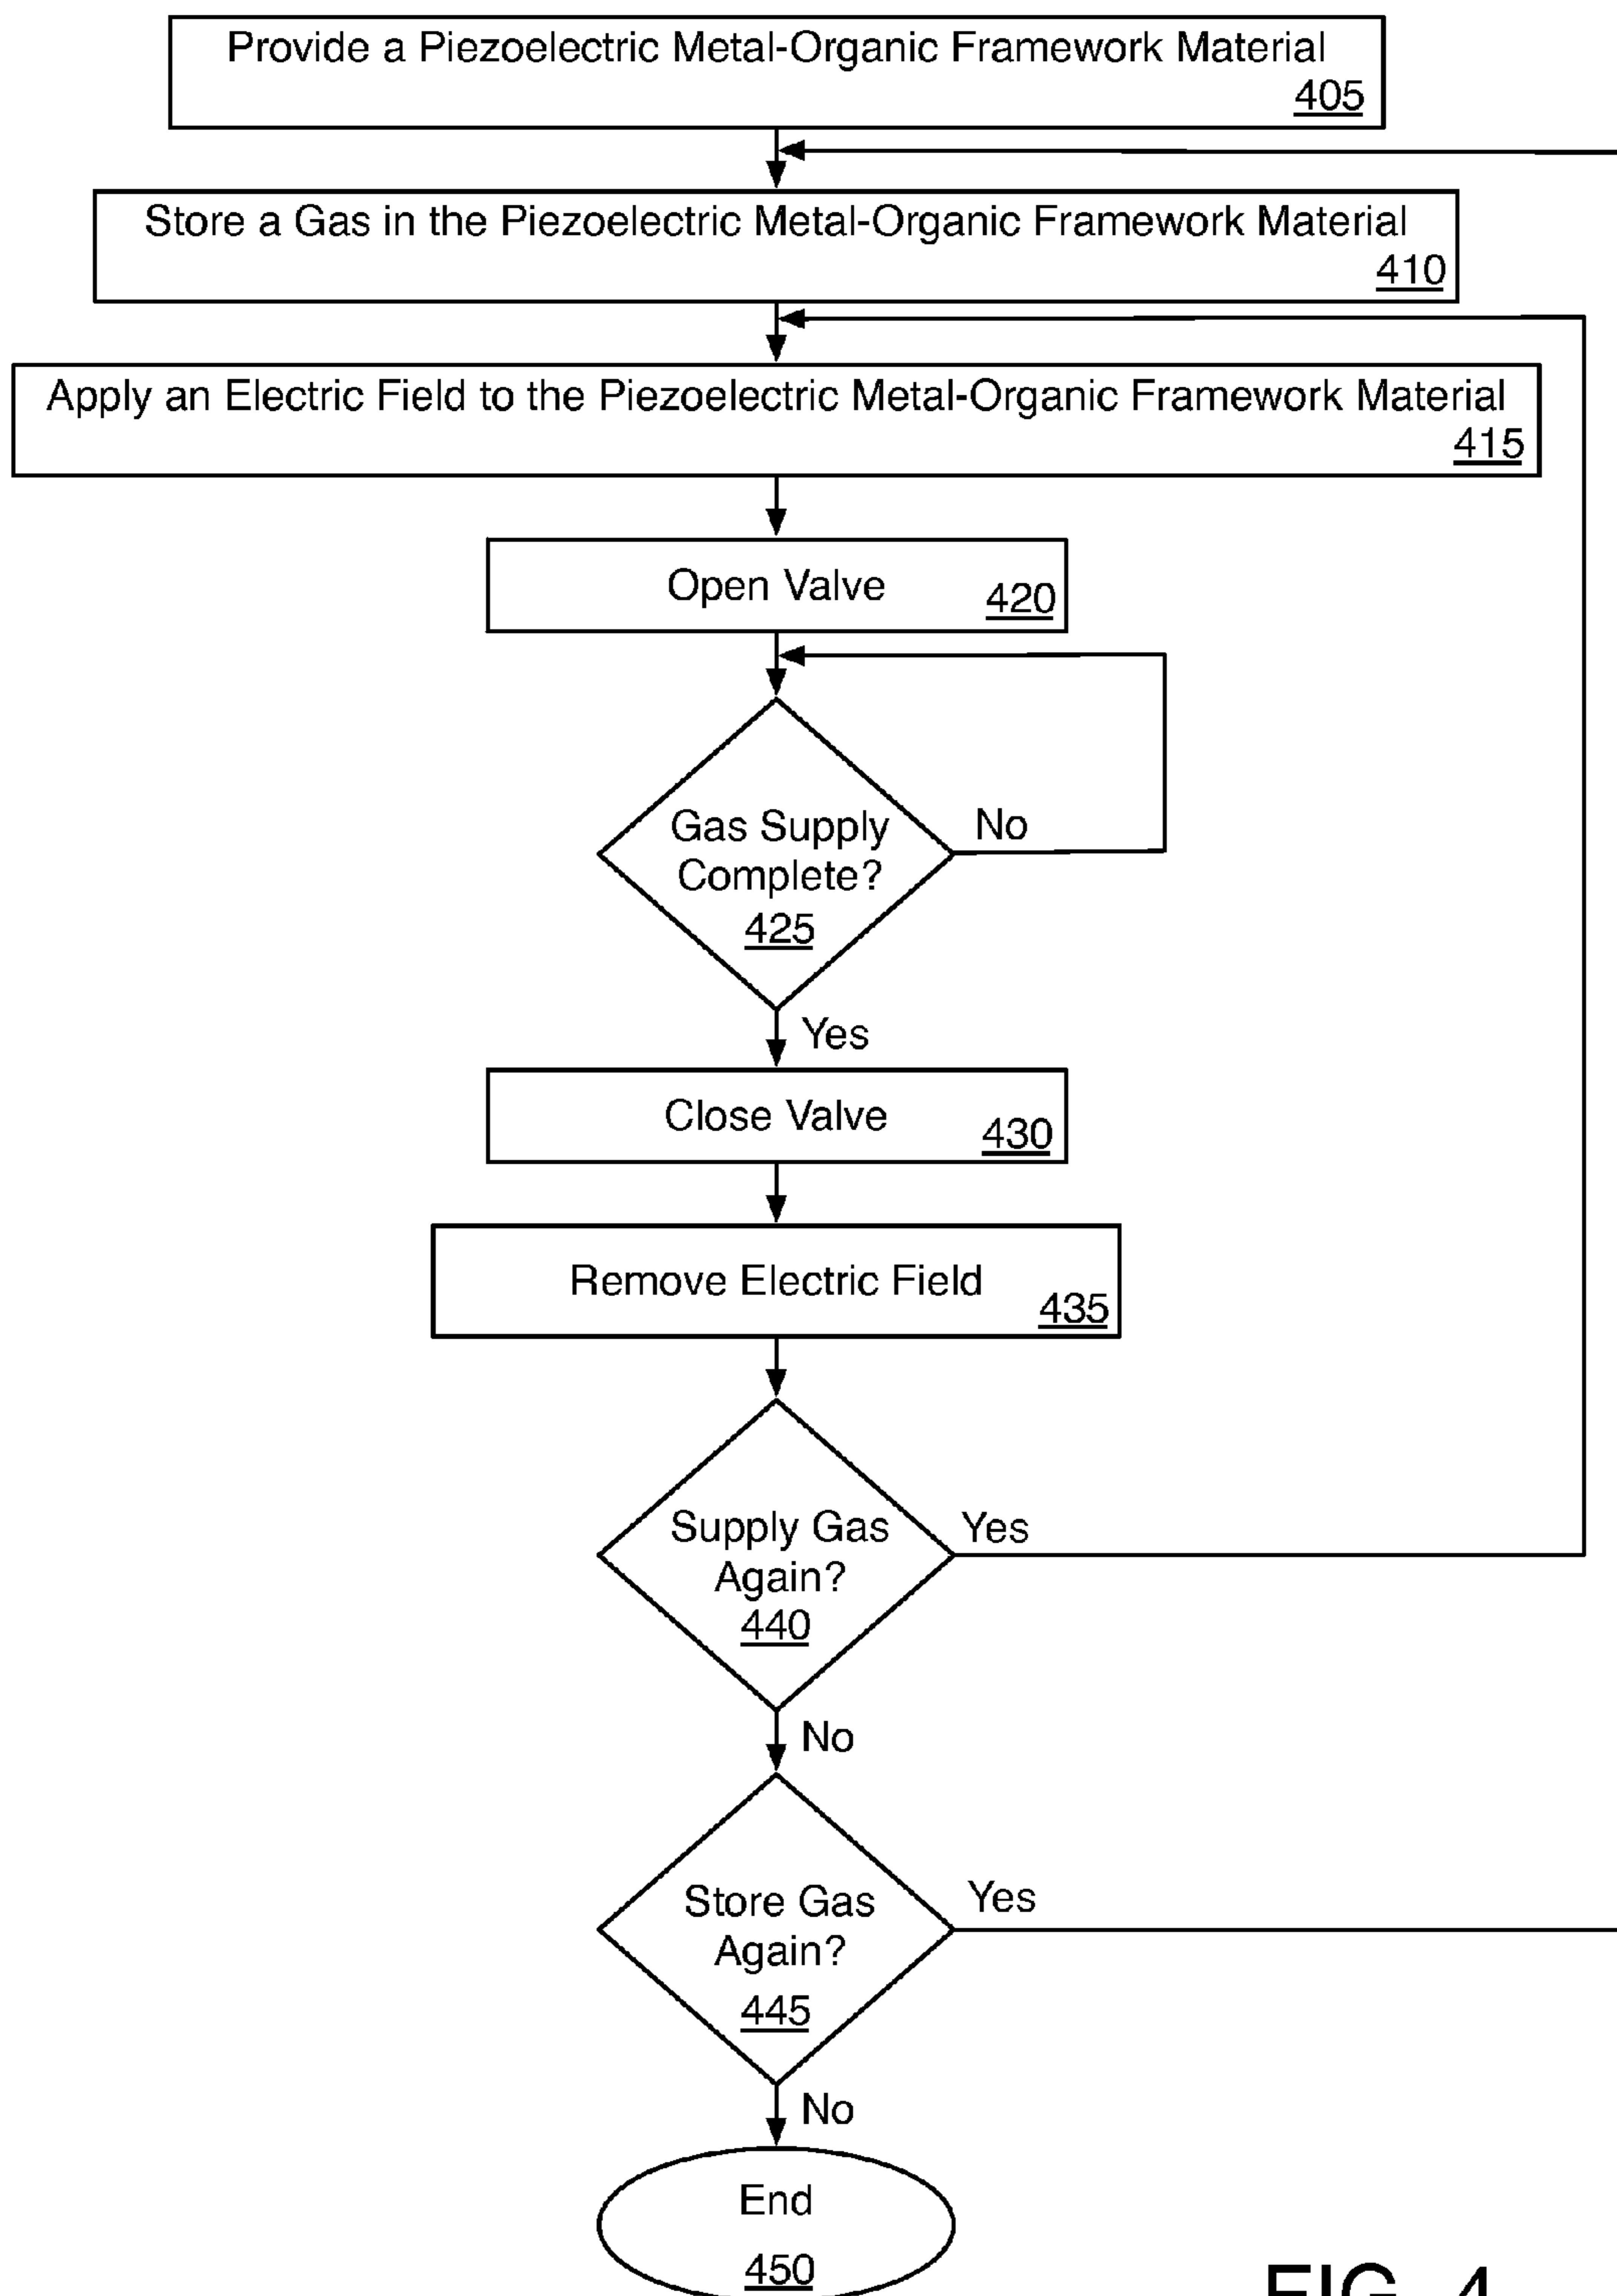 Provide a Piezoelectric Metal-Organic Framework Material
405
Store a Gas in the Piezoelectric Metal-Organic Framework Material
410
Apply an Electric Field to the Piezoelectric Metal-Organic Framework Material
415
Open Valve
420
Gas Supply
Complete?
425
No
Yes
Close Valve
430
Remove Electric Field
435
Supply Gas
Again?
440
Yes
No
Store Gas
Again?
445
Yes
No
End
450
FIG. 4